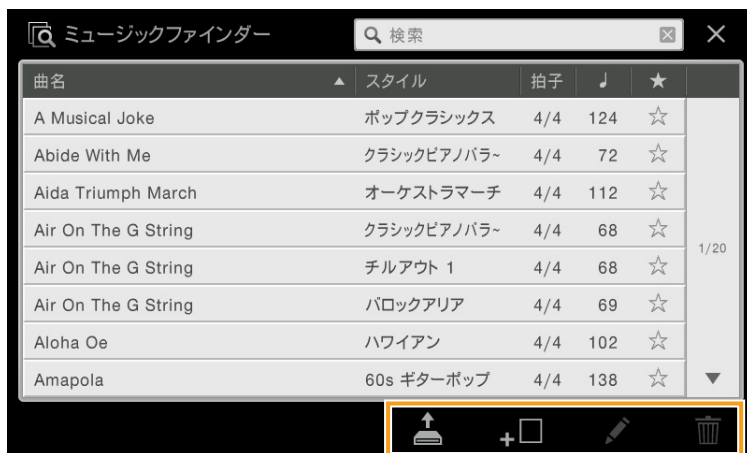 ミュージックファインダー 検索
曲名 スタイル 拍子 ♩ ★
A Musical Joke ポップクラシックス 4/4 124 ☆
Abide With Me クラシックピアノバラ~ 4/4 72 ☆
Aida Triumph March オーケストラマーチ 4/4 112 ☆
Air On The G String クラシックピアノバラ~ 4/4 68 ☆
Air On The G String チルアウト 1 4/4 68 ☆
1/20
Air On The G String バロックアリア 4/4 69 ☆
Aloha Oe ハワイアン 4/4 102 ☆
Amapola 60s ギターポップ 4/4 138 ☆